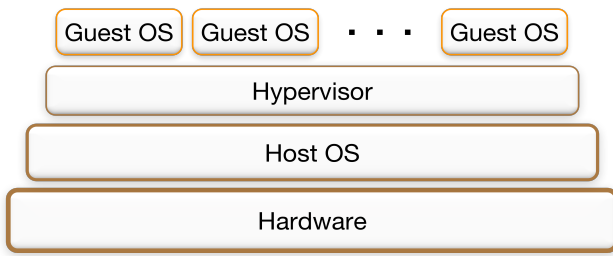 Guest OS Guest OS . . . Guest OS
Hypervisor
Host OS
Hardware